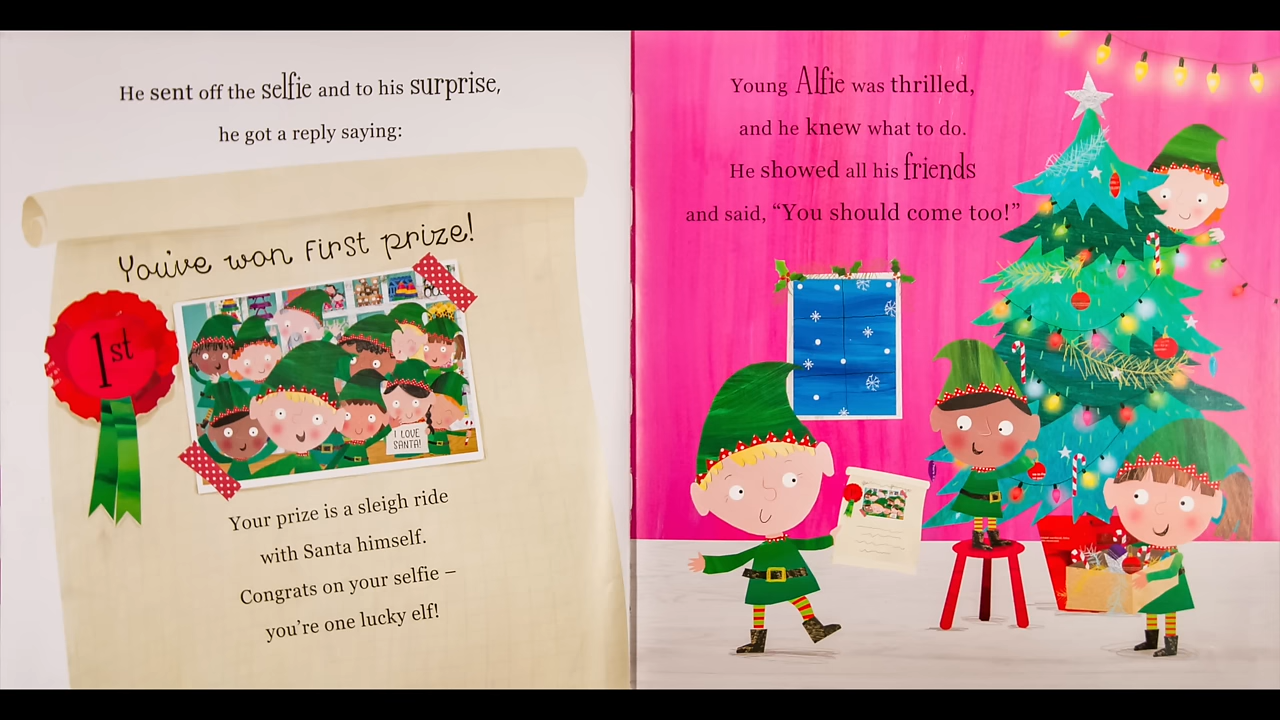 He sent off the selfie and to his surprise,
he got a reply saying:
You've won first prize!
1st
I LOVE
SANTA!
Your prize is a sleigh ride
with Santa himself.
Congrats on your selfie –
you're one lucky elf!
Young Alfie was thrilled,
and he knew what to do.
He showed all his friends
and said, “You should come too!”